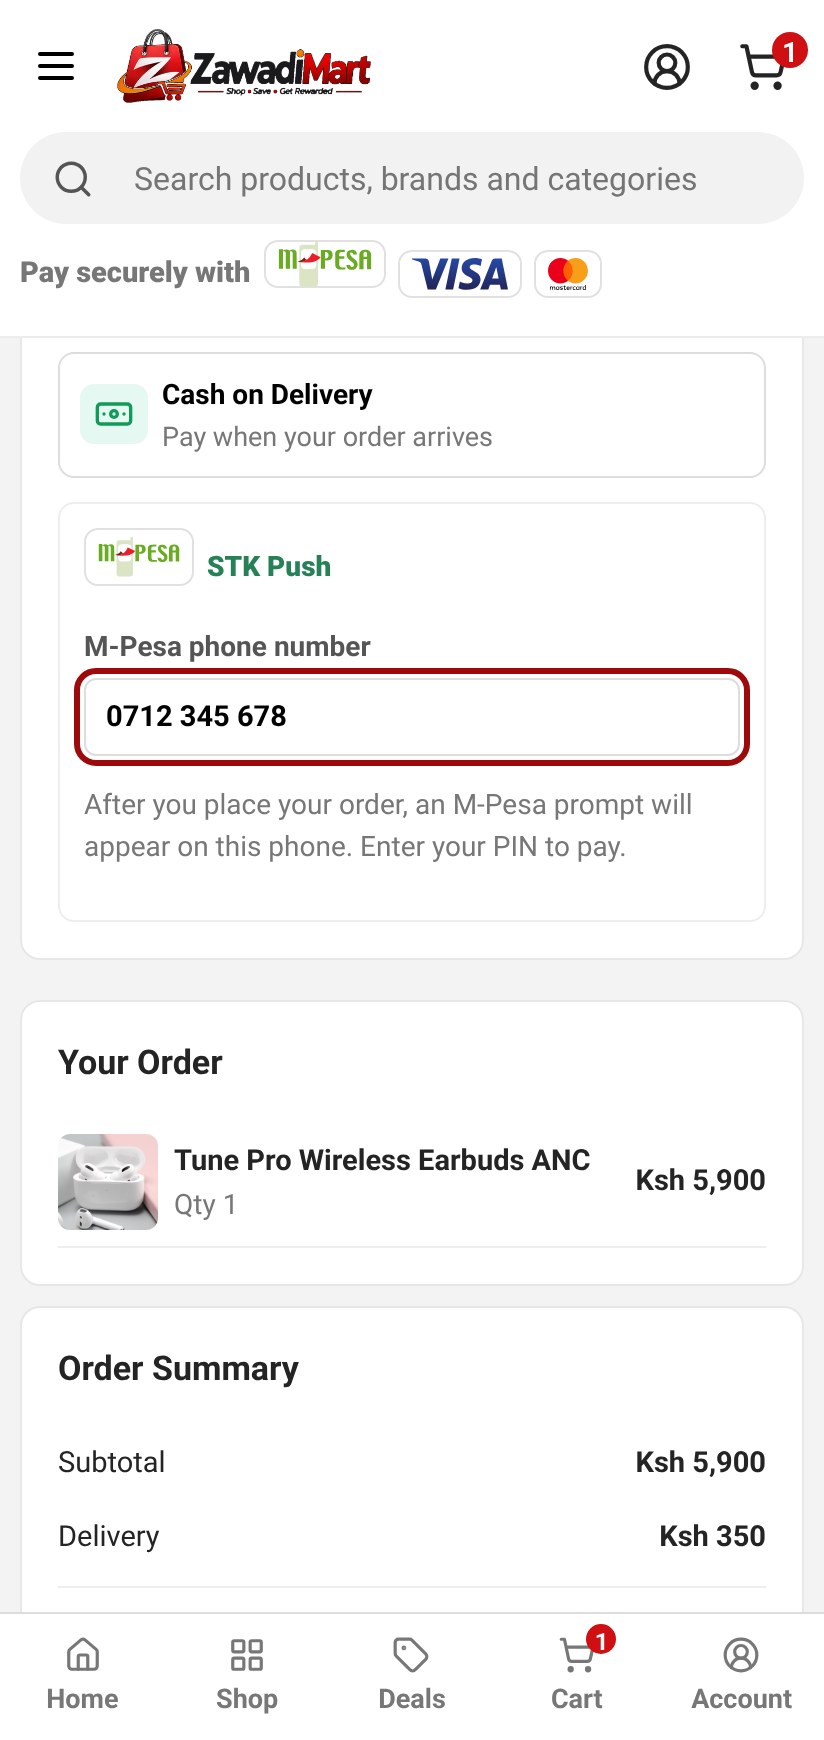 ZawadiMart
Shop • Save • Get Rewarded
1
Search products, brands and categories
Pay securely with M-PESA VISA mastercard
Cash on Delivery
Pay when your order arrives
M-PESA STK Push
M-Pesa phone number
0712 345 678
After you place your order, an M-Pesa prompt will
appear on this phone. Enter your PIN to pay.
Your Order
Tune Pro Wireless Earbuds ANC
Qty 1
Ksh 5,900
Order Summary
Subtotal Ksh 5,900
Delivery Ksh 350
1
Home Shop Deals Cart Account